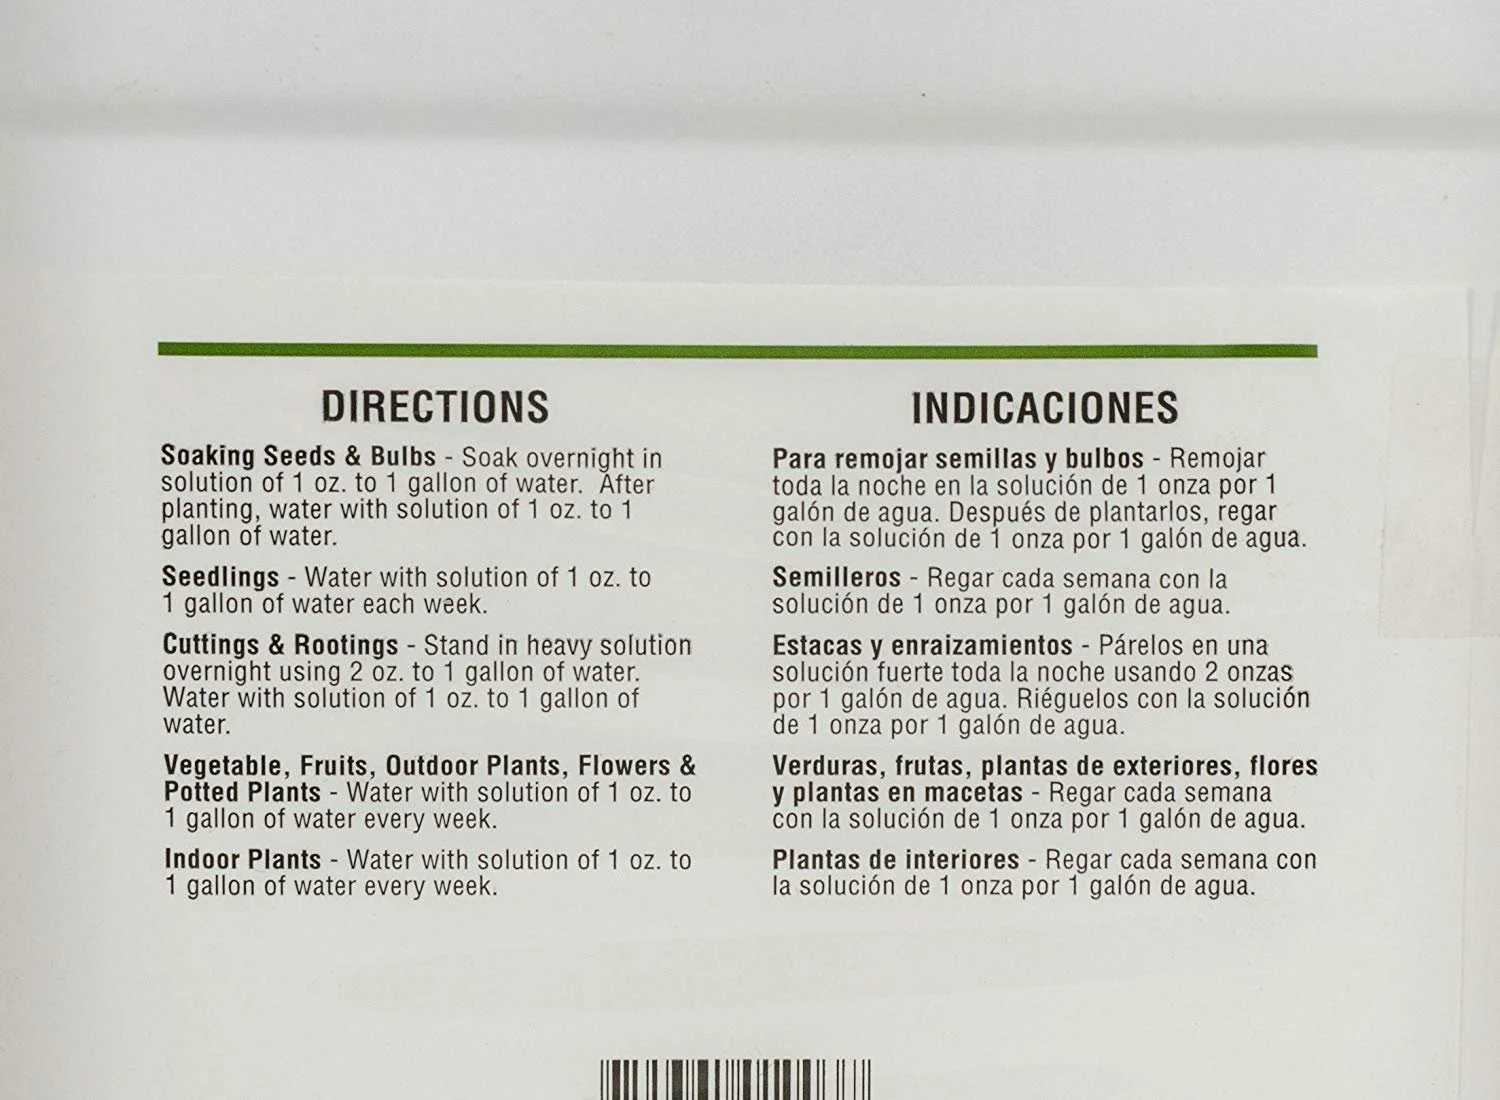 DIRECTIONS
Soaking Seeds & Bulbs - Soak overnight in
solution of 1 oz. to 1 gallon of water.  After
planting, water with solution of 1 oz. to 1
gallon of water.
Seedlings - Water with solution of 1 oz. to
1 gallon of water each week.
Cuttings & Rootings - Stand in heavy solution
overnight using 2 oz. to 1 gallon of water.
Water with solution of 1 oz. to 1 gallon of
water.
Vegetable, Fruits, Outdoor Plants, Flowers &
Potted Plants - Water with solution of 1 oz. to
1 gallon of water every week.
Indoor Plants - Water with solution of 1 oz. to
1 gallon of water every week.
INDICACIONES
Para remojar semillas y bulbos - Remojar
toda la noche en la solución de 1 onza por 1
galón de agua. Después de plantarlos, regar
con la solución de 1 onza por 1 galón de agua.
Semilleros - Regar cada semana con la
solución de 1 onza por 1 galón de agua.
Estacas y enraizamientos - Párelos en una
solución fuerte toda la noche usando 2 onzas
por 1 galón de agua. Riéguelos con la solución
de 1 onza por 1 galón de agua.
Verduras, frutas, plantas de exteriores, flores
y plantas en macetas - Regar cada semana
con la solución de 1 onza por 1 galón de agua.
Plantas de interiores - Regar cada semana con
la solución de 1 onza por 1 galón de agua.